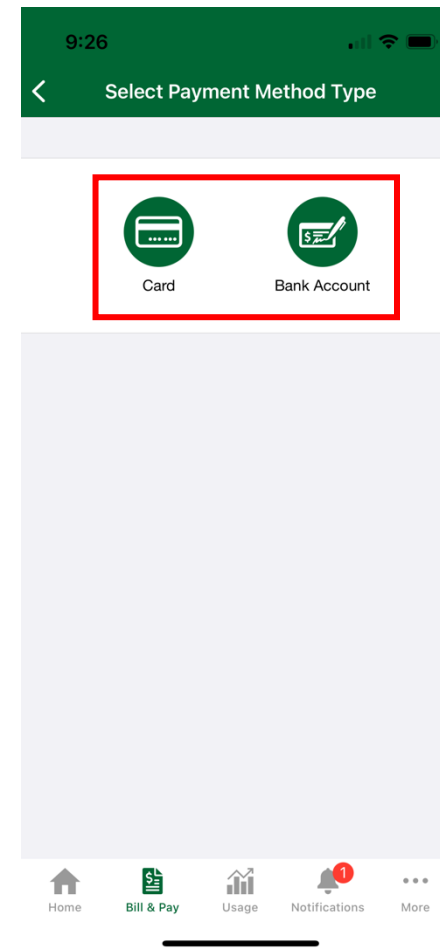 9:26
Select Payment Method Type
Card Bank Account
1
Home Bill & Pay Usage Notifications More